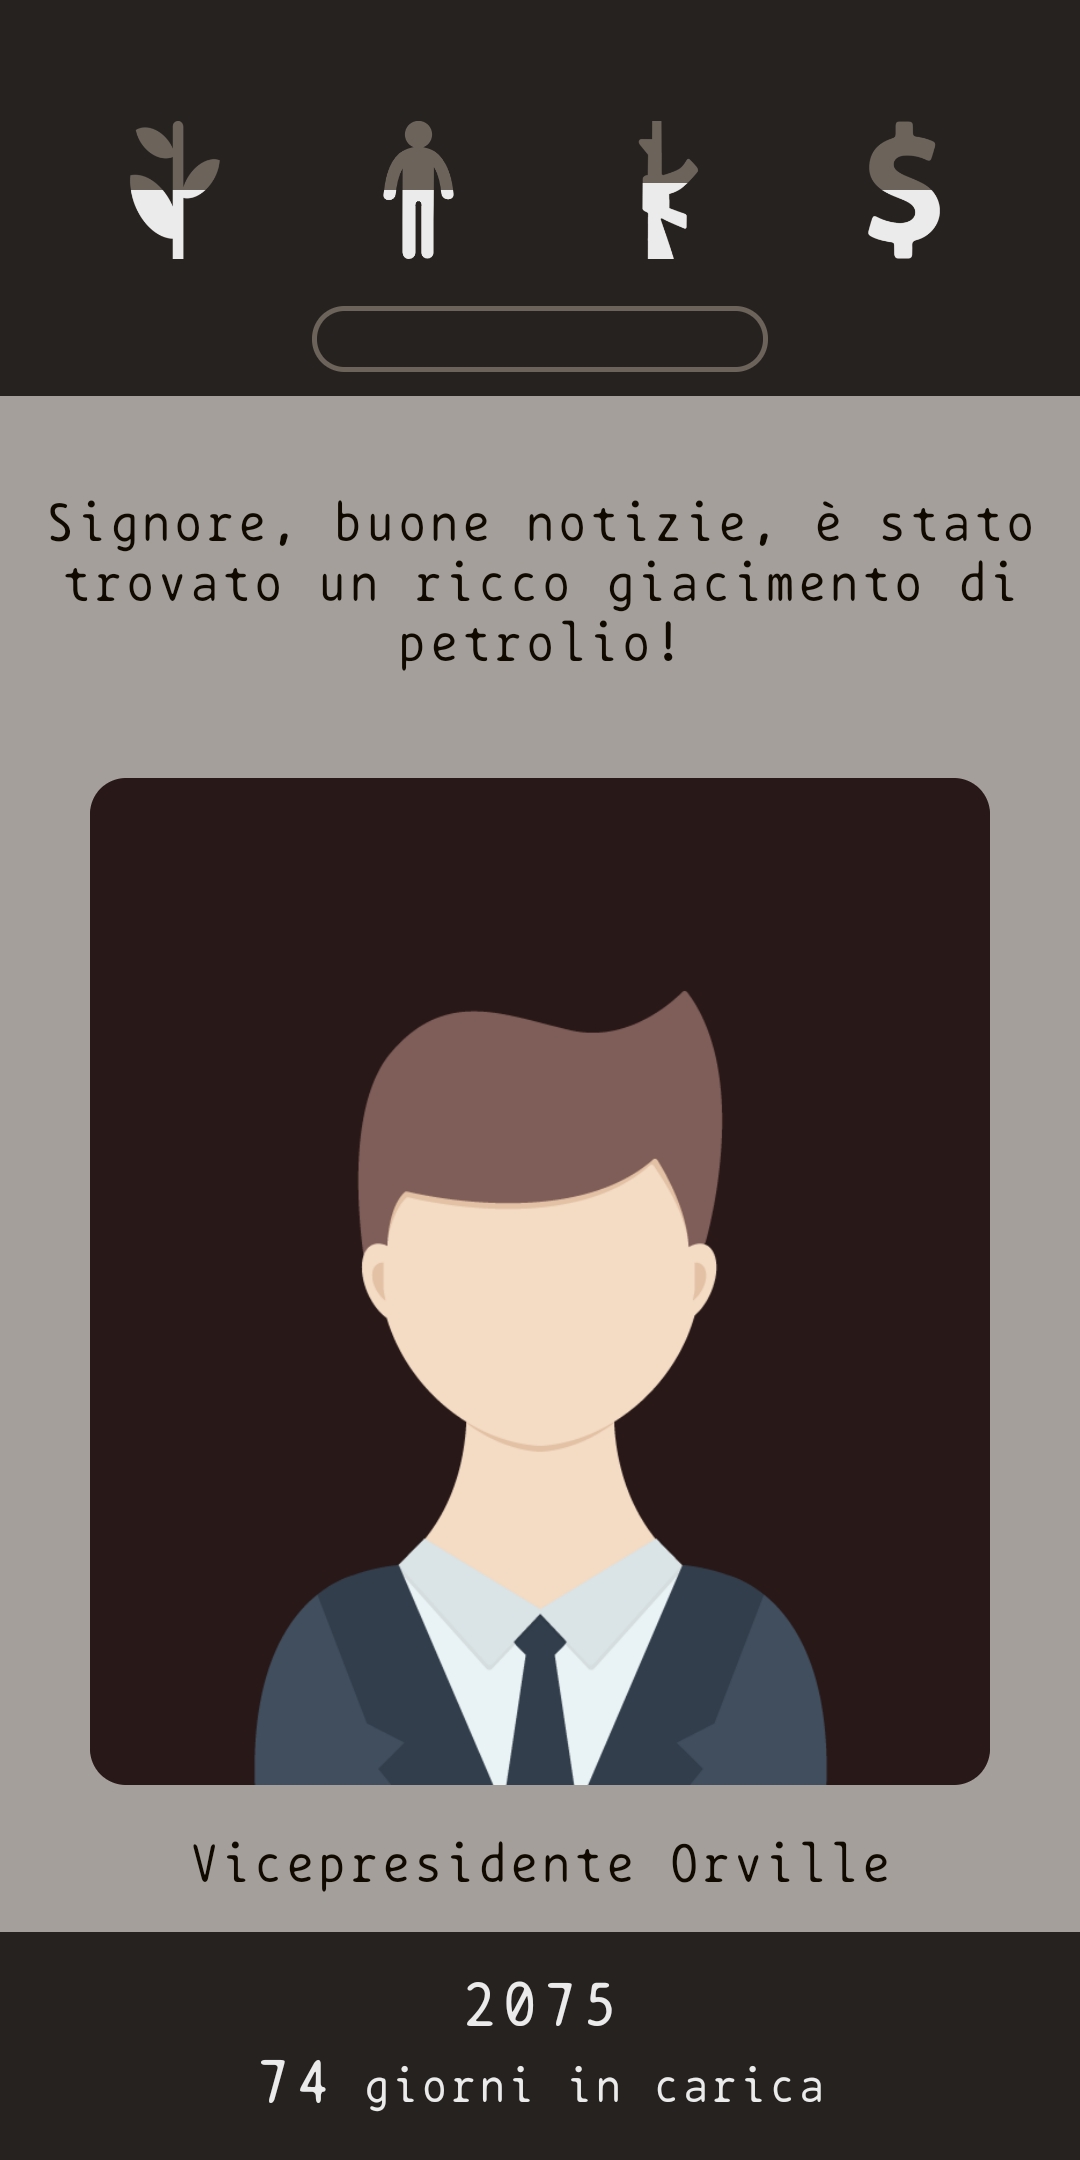 Signore, buone notizie, è stato
trovato un ricco giacimento di
petrolio!
Vicepresidente Orville
2075
74 giorni in carica